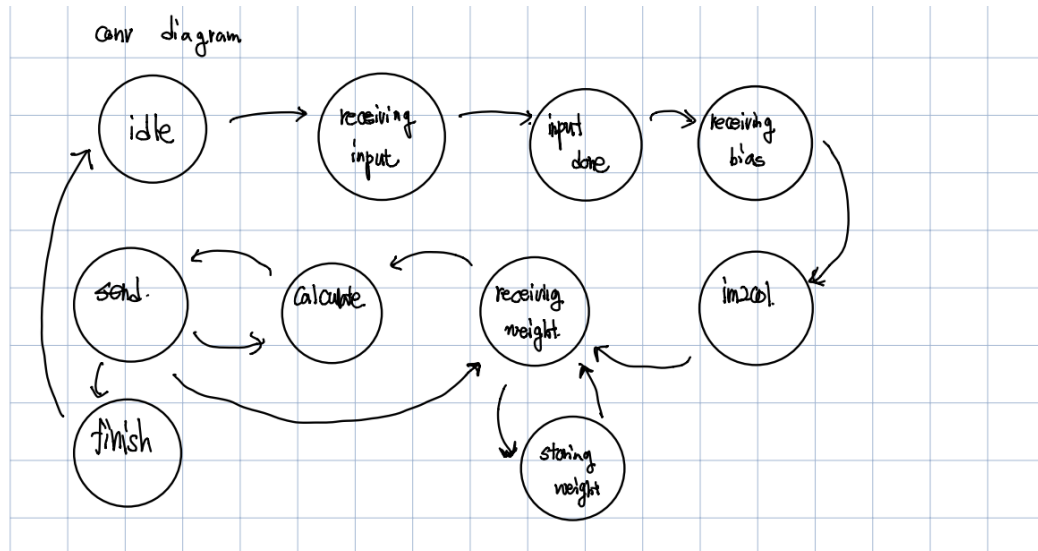 conv diagram
idle
receiving
input
input
done
receiving
bias
send.
Calculate
receiving
weight.
im2col.
finish
storing
weight